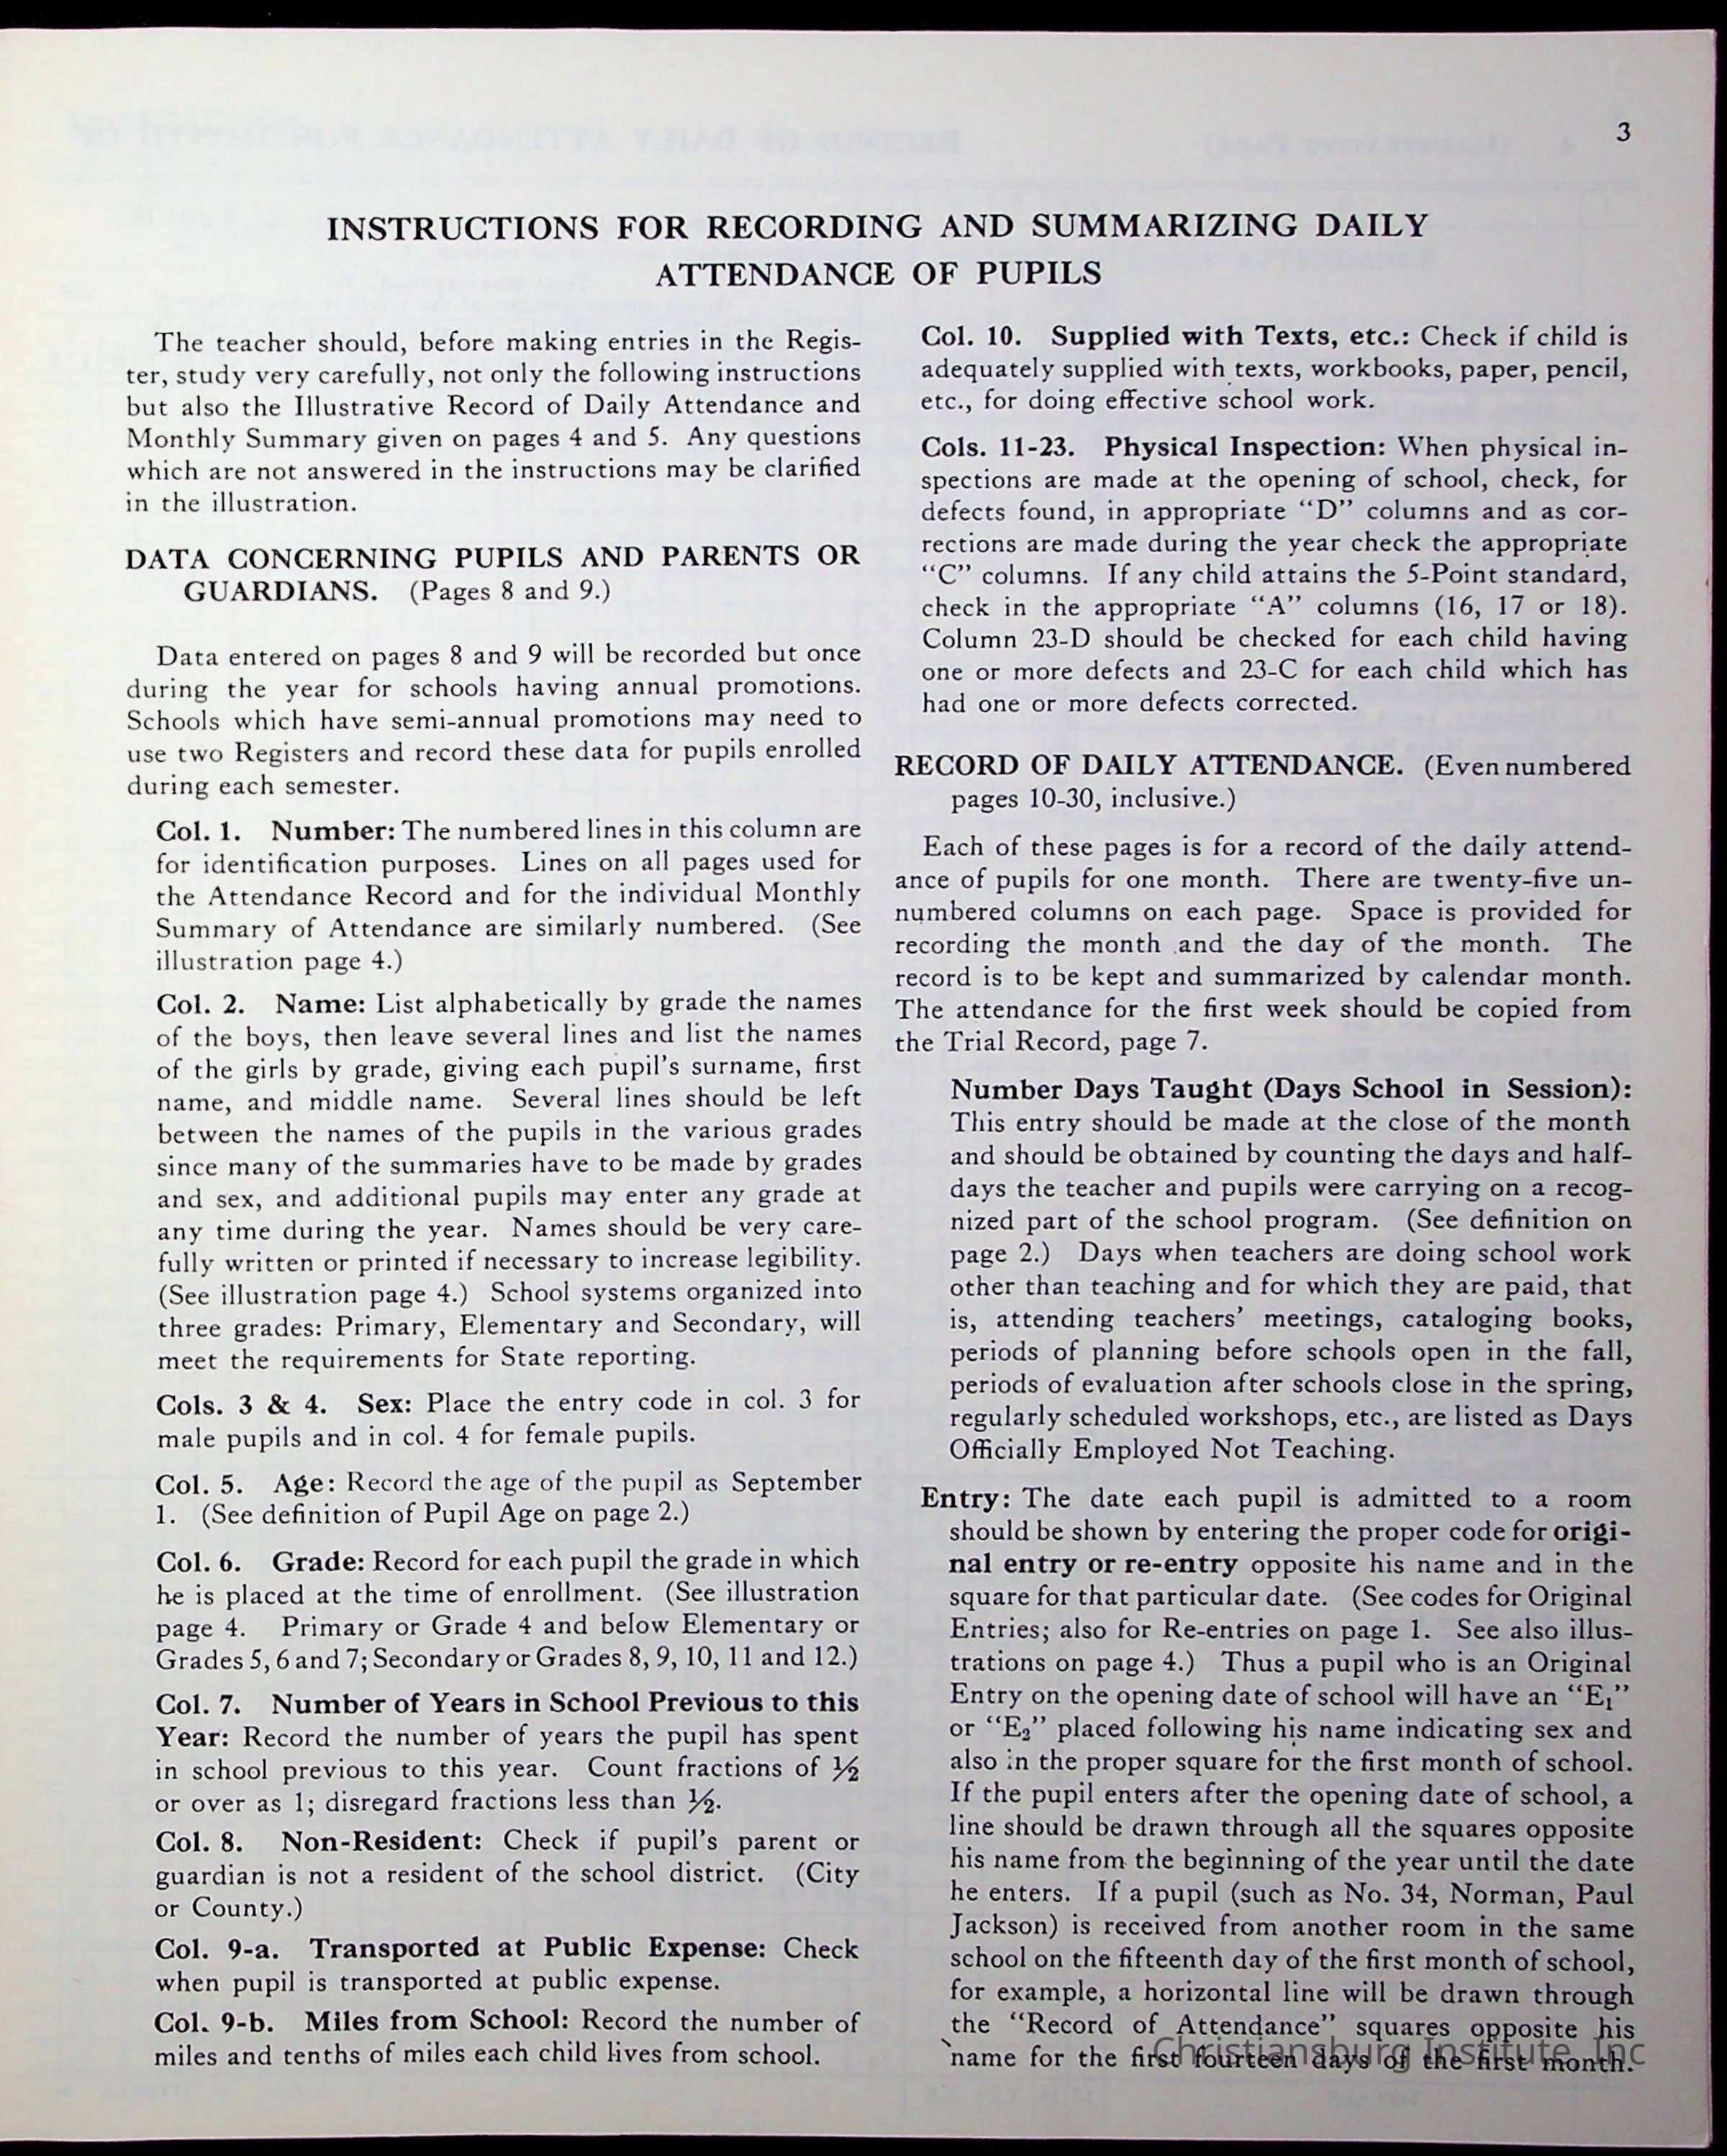 3
INSTRUCTIONS FOR RECORDING AND SUMMARIZING DAILY
ATTENDANCE OF PUPILS
The teacher should, before making entries in the Regis-
ter, study very carefully, not only the following instructions
but also the Illustrative Record of Daily Attendance and
Monthly Summary given on pages 4 and 5. Any questions
which are not answered in the instructions may be clarified
in the illustration.
DATA CONCERNING PUPILS AND PARENTS OR
GUARDIANS. (Pages 8 and 9.)
Data entered on pages 8 and 9 will be recorded but once
during the year for schools having annual promotions.
Schools which have semi-annual promotions may need to
use two Registers and record these data for pupils enrolled
during each semester.
Col. 1. Number: The numbered lines in this column are
for identification purposes. Lines on all pages used for
the Attendance Record and for the individual Monthly
Summary of Attendance are similarly numbered. (See
illustration page 4.)
Col. 2. Name: List alphabetically by grade the names
of the boys, then leave several lines and list the names
of the girls by grade, giving each pupil's surname, first
name, and middle name. Several lines should be left
between the names of the pupils in the various grades
since many of the summaries have to be made by grades
and sex, and additional pupils may enter any grade at
any time during the year. Names should be very care-
fully written or printed if necessary to increase legibility.
(See illustration page 4.) School systems organized into
three grades: Primary, Elementary and Secondary, will
meet the requirements for State reporting.
Cols. 3 & 4. Sex: Place the entry code in col. 3 for
male pupils and in col. 4 for female pupils.
Col. 5. Age: Record the age of the pupil as September
1. (See definition of Pupil Age on page 2.)
Col. 6. Grade: Record for each pupil the grade in which
he is placed at the time of enrollment. (See illustration
page 4. Primary or Grade 4 and below Elementary or
Grades 5, 6 and 7; Secondary or Grades 8, 9, 10, 11 and 12.)
Col. 7. Number of Years in School Previous to this
Year: Record the number of years the pupil has spent
in school previous to this year. Count fractions of ½
or over as 1; disregard fractions less than ½.
Col. 8. Non-Resident: Check if pupil's parent or
guardian is not a resident of the school district. (City
or County.)
Col. 9-a. Transported at Public Expense: Check
when pupil is transported at public expense.
Col. 9-b. Miles from School: Record the number of
miles and tenths of miles each child lives from school.
Col. 10. Supplied with Texts, etc.: Check if child is
adequately supplied with texts, workbooks, paper, pencil,
etc., for doing effective school work.
Cols. 11-23. Physical Inspection: When physical in-
spections are made at the opening of school, check, for
defects found, in appropriate "D" columns and as cor-
rections are made during the year check the appropriate
"C" columns. If any child attains the 5-Point standard,
check in the appropriate "A" columns (16, 17 or 18).
Column 23-D should be checked for each child having
one or more defects and 23-C for each child which has
had one or more defects corrected.
RECORD OF DAILY ATTENDANCE. (Even numbered
pages 10-30, inclusive.)
Each of these pages is for a record of the daily attend-
ance of pupils for one month. There are twenty-five un-
numbered columns on each page. Space is provided for
recording the month and the day of the month. The
record is to be kept and summarized by calendar month.
The attendance for the first week should be copied from
the Trial Record, page 7.
Number Days Taught (Days School in Session):
This entry should be made at the close of the month
and should be obtained by counting the days and half-
days the teacher and pupils were carrying on a recog-
nized part of the school program. (See definition on
page 2.) Days when teachers are doing school work
other than teaching and for which they are paid, that
is, attending teachers' meetings, cataloging books,
periods of planning before schools open in the fall,
periods of evaluation after schools close in the spring,
regularly scheduled workshops, etc., are listed as Days
Officially Employed Not Teaching.
Entry: The date each pupil is admitted to a room
should be shown by entering the proper code for origi-
nal entry or re-entry opposite his name and in the
square for that particular date. (See codes for Original
Entries; also for Re-entries on page 1. See also illus-
trations on page 4.) Thus a pupil who is an Original
Entry on the opening date of school will have an "E₁"
or "E₂" placed following his name indicating sex and
also in the proper square for the first month of school.
If the pupil enters after the opening date of school, a
line should be drawn through all the squares opposite
his name from the beginning of the year until the date
he enters. If a pupil (such as No. 34, Norman, Paul
Jackson) is received from another room in the same
school on the fifteenth day of the first month of school,
for example, a horizontal line will be drawn through
the "Record of Attendance" squares opposite his
name for the first fourteen days of the first month.
Christiansburg Institute, Inc